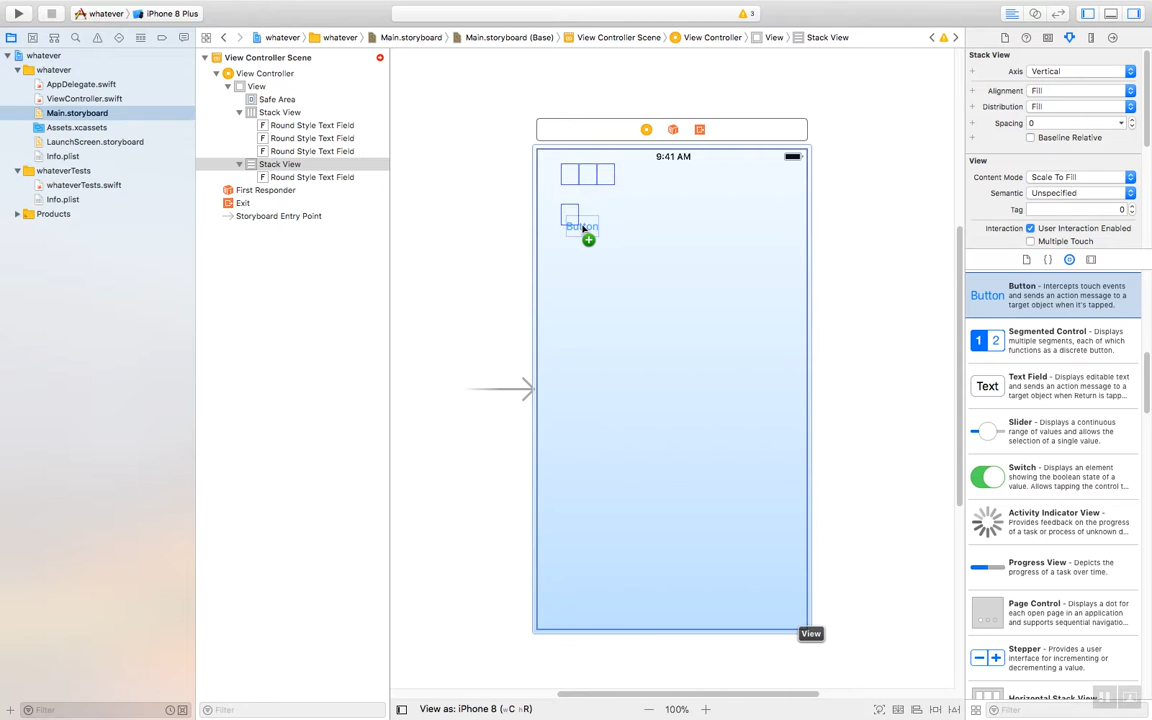 whatever
iPhone 8 Plus
3
whatever
whatever
Main.storyboard
Main.storyboard (Base)
View Controller Scene
View Controller
View
Stack View
whatever
whatever
AppDelegate.swift
ViewController.swift
Main.storyboard
Assets.xcassets
LaunchScreen.storyboard
Info.plist
whateverTests
whateverTests.swift
Info.plist
Products
View Controller Scene
View Controller
View
Safe Area
Stack View
F Round Style Text Field
F Round Style Text Field
F Round Style Text Field
Stack View
F Round Style Text Field
First Responder
Exit
Storyboard Entry Point
9:41 AM
Button
View
Stack View
Axis Vertical
Alignment Fill
Distribution Fill
Spacing 0
Baseline Relative
View
Content Mode Scale To Fill
Semantic Unspecified
Tag 0
Interaction User Interaction Enabled
Multiple Touch
Button
Button - Intercepts touch events
and sends an action message to a
target object when it's tapped.
1 2
Segmented Control - Displays
multiple segments, each of which
functions as a discrete button.
Text
Text Field - Displays editable text
and sends an action message to a
target object when Return is tapp...
Slider - Displays a continuous
range of values and allows the
selection of a single value.
Switch - Displays an element
showing the boolean state of a
value. Allows tapping the control t...
Activity Indicator View -
Provides feedback on the progress
of a task or process of unknown d...
Progress View - Depicts the
progress of a task over time.
Page Control - Displays a dot for
each open page in an application
and supports sequential navigatio...
Stepper - Provides a user
interface for incrementing or
decrementing a value.
Horizontal Stack View
Filter
Filter
View as: iPhone 8 (wC hR)
100%
Filter